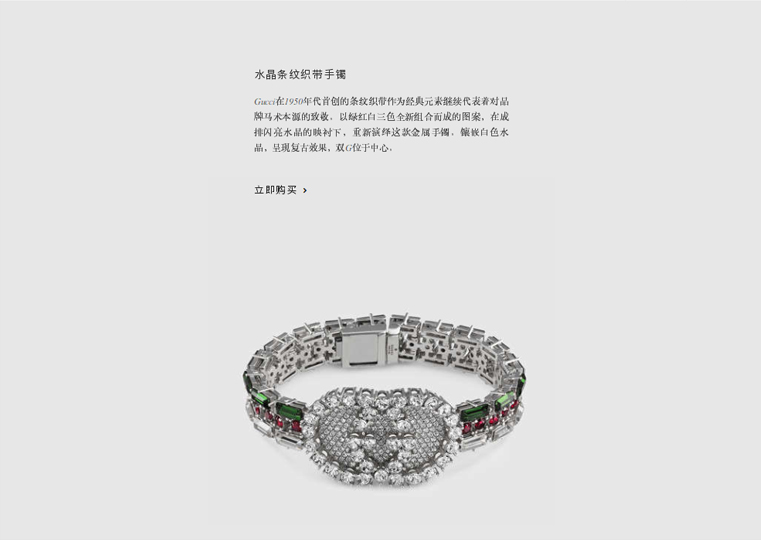 水晶条纹织带手镯
Gucci在1950年代首创的条纹织带作为经典元素继续代表着对品
牌马术本源的致敬。以绿红白三色全新组合而成的图案，在成
排闪亮水晶的映衬下，重新演绎这款金属手镯。镶嵌白色水
晶，呈现复古效果，双G位于中心。
立即购买 ›